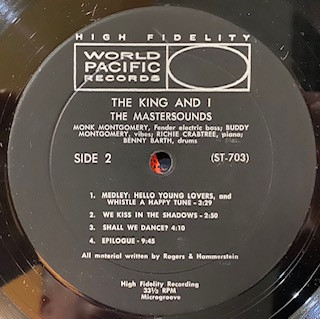 HIGH FIDELITY
WORLD
PACIFIC
RECORDS
THE KING AND I
THE MASTERSOUNDS
MONK MONTGOMERY, Fender electric bass; BUDDY
MONTGOMERY, vibes; RICHIE CRABTREE, piano;
BENNY BARTH, drums
SIDE 2 (ST-703)
1. MEDLEY: HELLO YOUNG LOVERS, and
WHISTLE A HAPPY TUNE - 3:29
2. WE KISS IN THE SHADOWS - 2:50
3. SHALL WE DANCE? 4:10
4. EPILOGUE - 9:45
All material written by Rogers & Hammerstein
High Fidelity Recording
33⅓ RPM
Microgroove